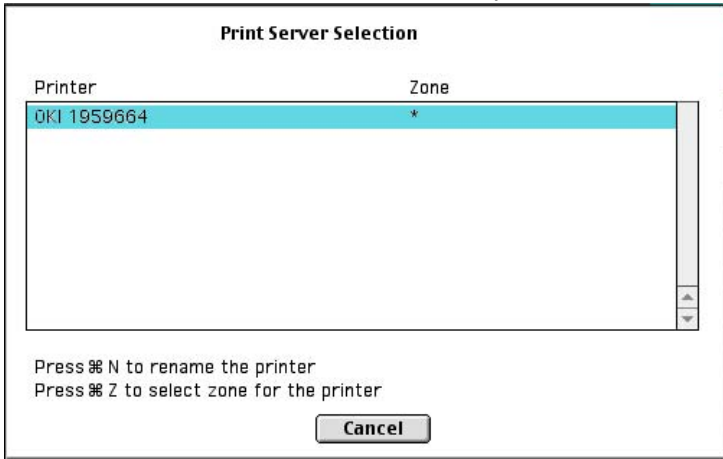 Print Server Selection
Printer Zone
OKI 1959664 *
Press ⌘ N to rename the printer
Press ⌘ Z to select zone for the printer
Cancel